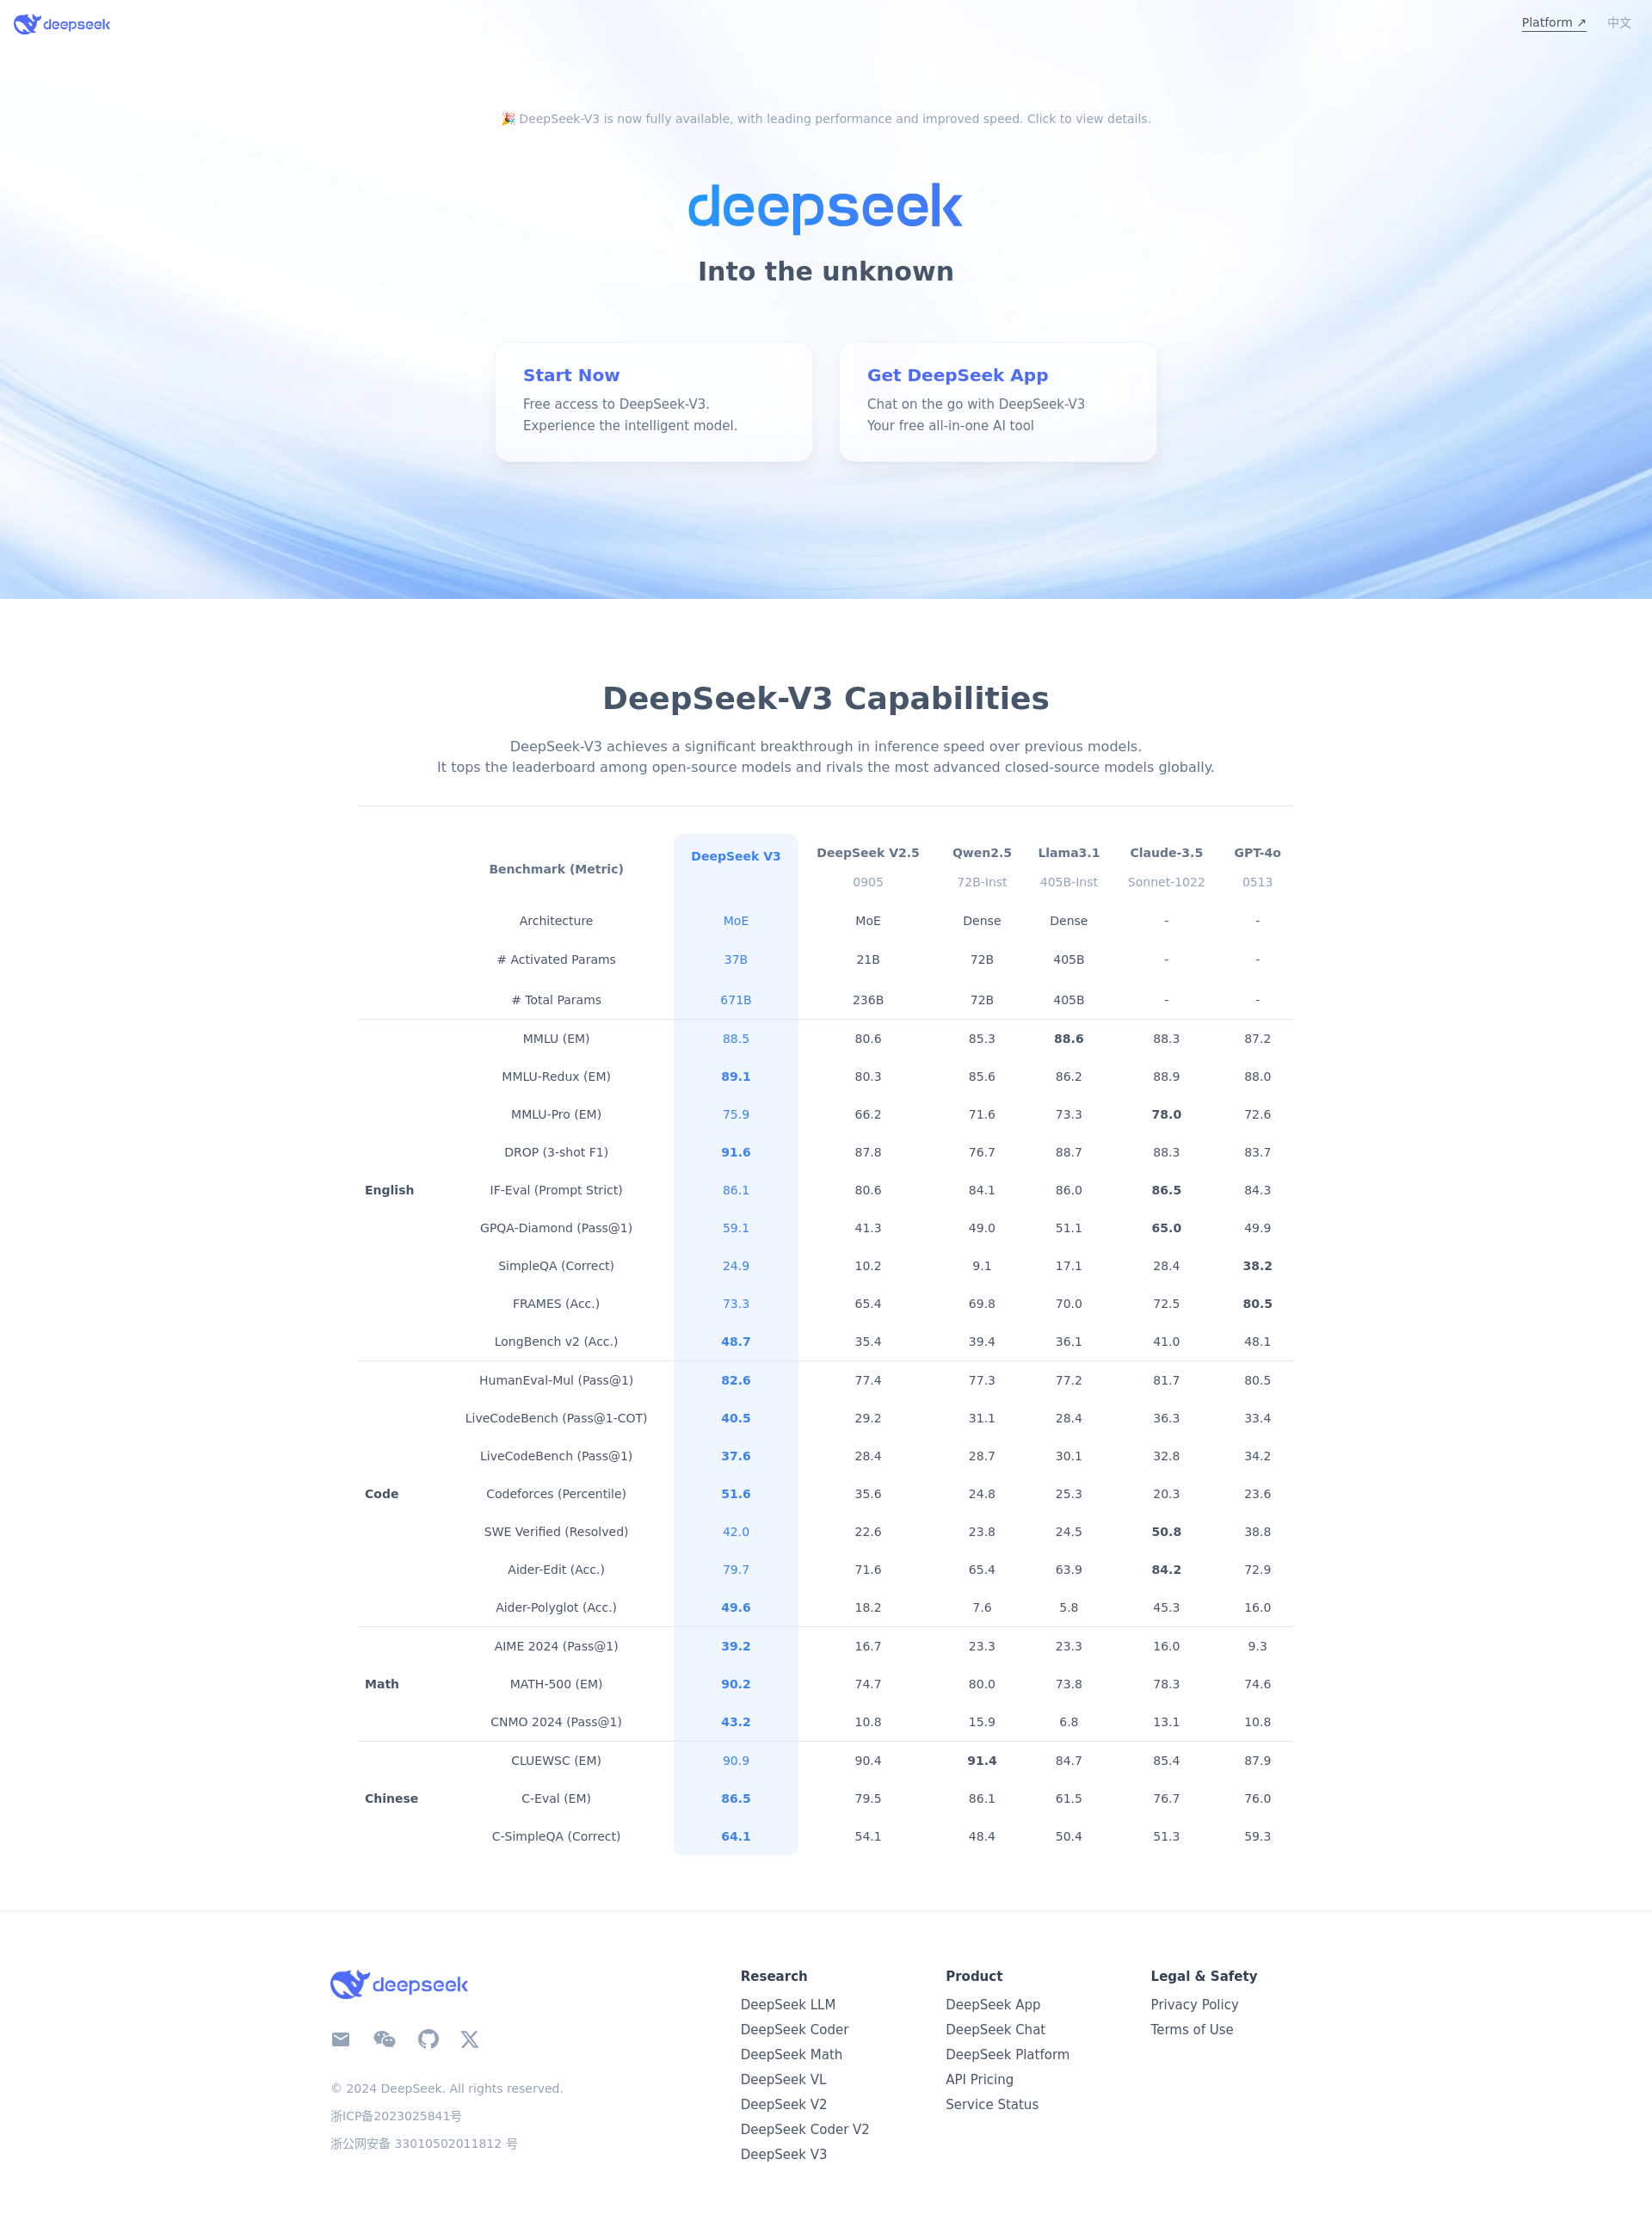 deepseek
Platform ↗ 中文
🎉 DeepSeek-V3 is now fully available, with leading performance and improved speed. Click to view details.
deepseek
Into the unknown
Start Now
Free access to DeepSeek-V3.
Experience the intelligent model.
Get DeepSeek App
Chat on the go with DeepSeek-V3
Your free all-in-one AI tool
DeepSeek-V3 Capabilities
DeepSeek-V3 achieves a significant breakthrough in inference speed over previous models.
It tops the leaderboard among open-source models and rivals the most advanced closed-source models globally.
Benchmark (Metric) DeepSeek V3 DeepSeek V2.5 Qwen2.5 Llama3.1 Claude-3.5 GPT-4o
0905 72B-Inst 405B-Inst Sonnet-1022 0513
Architecture MoE MoE Dense Dense - -
# Activated Params 37B 21B 72B 405B - -
# Total Params 671B 236B 72B 405B - -
MMLU (EM) 88.5 80.6 85.3 88.6 88.3 87.2
MMLU-Redux (EM) 89.1 80.3 85.6 86.2 88.9 88.0
MMLU-Pro (EM) 75.9 66.2 71.6 73.3 78.0 72.6
DROP (3-shot F1) 91.6 87.8 76.7 88.7 88.3 83.7
English IF-Eval (Prompt Strict) 86.1 80.6 84.1 86.0 86.5 84.3
GPQA-Diamond (Pass@1) 59.1 41.3 49.0 51.1 65.0 49.9
SimpleQA (Correct) 24.9 10.2 9.1 17.1 28.4 38.2
FRAMES (Acc.) 73.3 65.4 69.8 70.0 72.5 80.5
LongBench v2 (Acc.) 48.7 35.4 39.4 36.1 41.0 48.1
HumanEval-Mul (Pass@1) 82.6 77.4 77.3 77.2 81.7 80.5
LiveCodeBench (Pass@1-COT) 40.5 29.2 31.1 28.4 36.3 33.4
LiveCodeBench (Pass@1) 37.6 28.4 28.7 30.1 32.8 34.2
Code Codeforces (Percentile) 51.6 35.6 24.8 25.3 20.3 23.6
SWE Verified (Resolved) 42.0 22.6 23.8 24.5 50.8 38.8
Aider-Edit (Acc.) 79.7 71.6 65.4 63.9 84.2 72.9
Aider-Polyglot (Acc.) 49.6 18.2 7.6 5.8 45.3 16.0
AIME 2024 (Pass@1) 39.2 16.7 23.3 23.3 16.0 9.3
Math MATH-500 (EM) 90.2 74.7 80.0 73.8 78.3 74.6
CNMO 2024 (Pass@1) 43.2 10.8 15.9 6.8 13.1 10.8
CLUEWSC (EM) 90.9 90.4 91.4 84.7 85.4 87.9
Chinese C-Eval (EM) 86.5 79.5 86.1 61.5 76.7 76.0
C-SimpleQA (Correct) 64.1 54.1 48.4 50.4 51.3 59.3
deepseek
© 2024 DeepSeek. All rights reserved.
浙ICP备2023025841号
浙公网安备 33010502011812 号
Research
DeepSeek LLM
DeepSeek Coder
DeepSeek Math
DeepSeek VL
DeepSeek V2
DeepSeek Coder V2
DeepSeek V3
Product
DeepSeek App
DeepSeek Chat
DeepSeek Platform
API Pricing
Service Status
Legal & Safety
Privacy Policy
Terms of Use